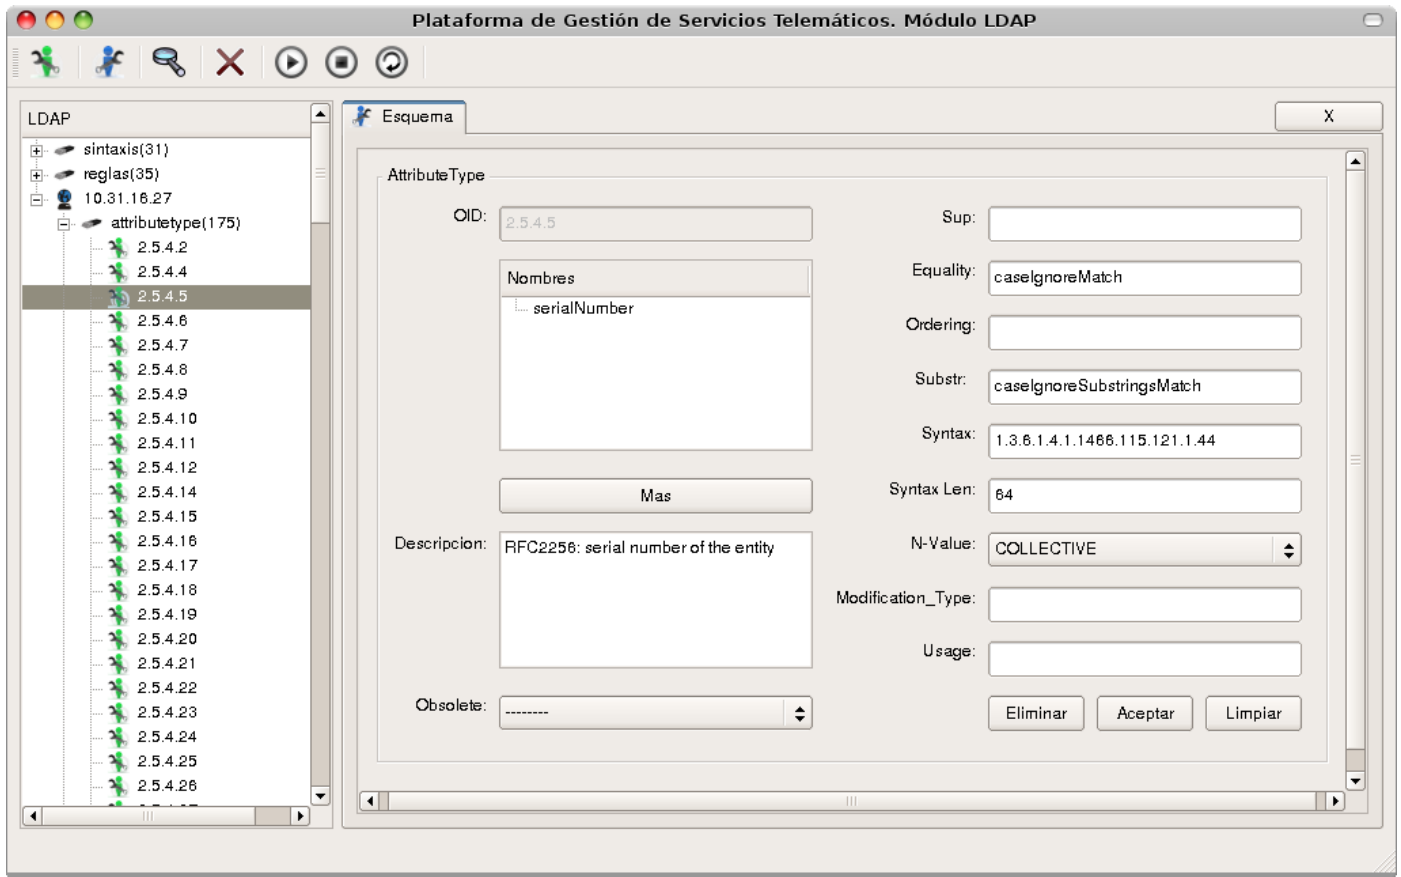 Plataforma de Gestión de Servicios Telemáticos. Módulo LDAP
LDAP
sintaxis(31)
reglas(35)
10.31.16.27
attributetype(175)
2.5.4.2
2.5.4.4
2.5.4.5
2.5.4.6
2.5.4.7
2.5.4.8
2.5.4.9
2.5.4.10
2.5.4.11
2.5.4.12
2.5.4.14
2.5.4.15
2.5.4.16
2.5.4.17
2.5.4.18
2.5.4.19
2.5.4.20
2.5.4.21
2.5.4.22
2.5.4.23
2.5.4.24
2.5.4.25
2.5.4.26
Esquema
X
AttributeType
OID:
2.5.4.5
Nombres
serialNumber
Mas
Descripcion:
RFC2256: serial number of the entity
Obsolete:
--------
Sup:
Equality:
caseIgnoreMatch
Ordering:
Substr:
caseIgnoreSubstringsMatch
Syntax:
1.3.6.1.4.1.1466.115.121.1.44
Syntax Len:
64
N-Value:
COLLECTIVE
Modification_Type:
Usage:
Eliminar
Aceptar
Limpiar